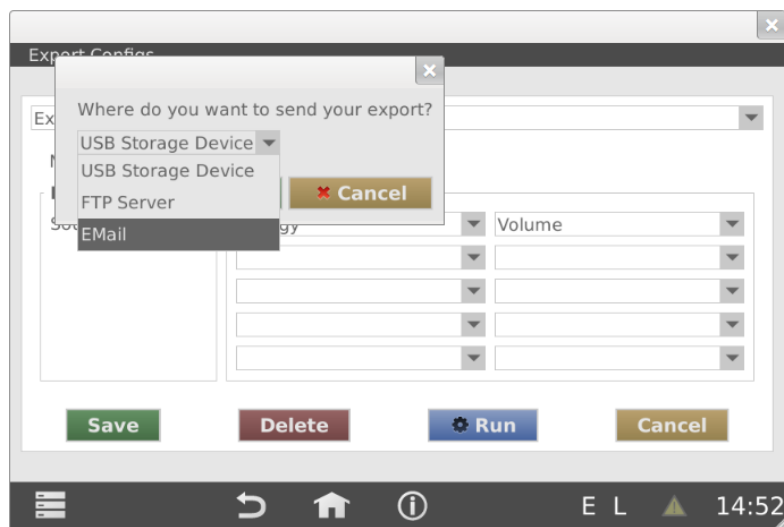 Export Configs
Where do you want to send your export?
USB Storage Device
USB Storage Device
FTP Server
EMail
Cancel
Volume
Save
Delete
Run
Cancel
E L
14:52